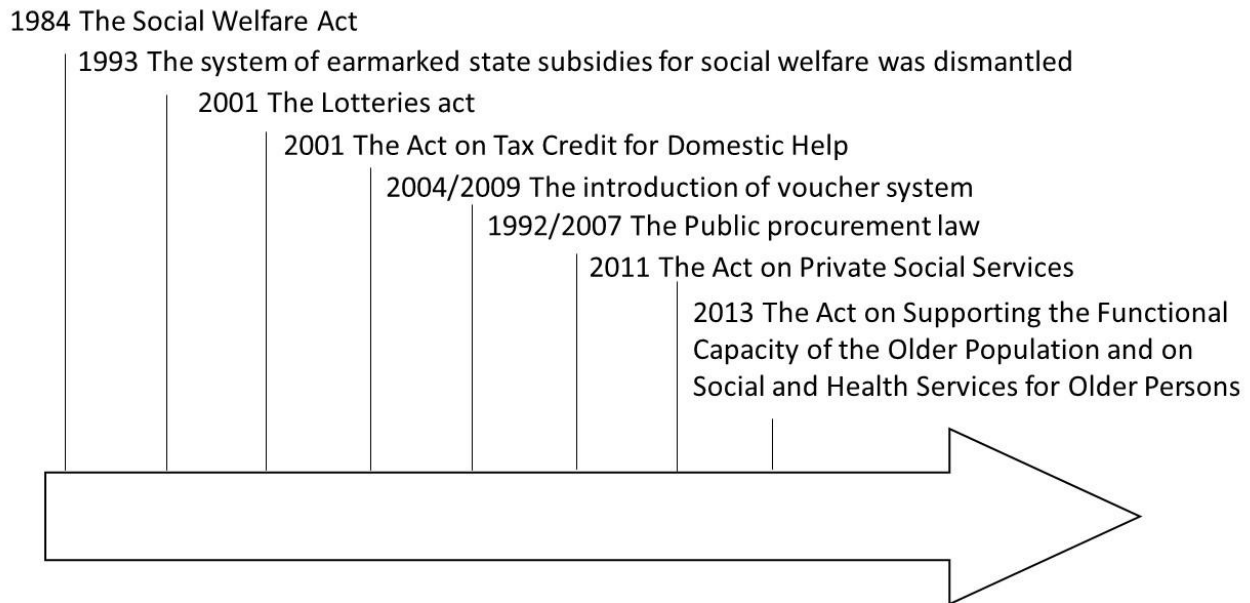 1984 The Social Welfare Act
1993 The system of earmarked state subsidies for social welfare was dismantled
2001 The Lotteries act
2001 The Act on Tax Credit for Domestic Help
2004/2009 The introduction of voucher system
1992/2007 The Public procurement law
2011 The Act on Private Social Services
2013 The Act on Supporting the Functional
Capacity of the Older Population and on
Social and Health Services for Older Persons